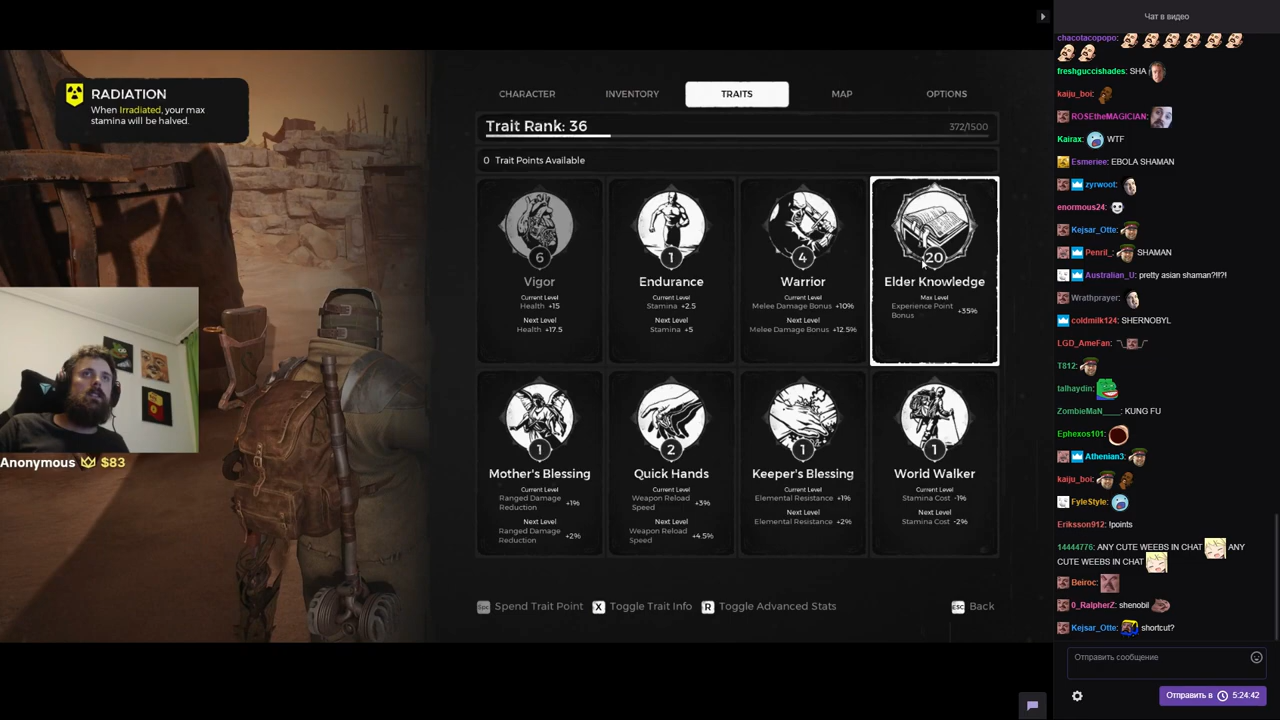 RADIATION
When Irradiated, your max
stamina will be halved.
CHARACTER
INVENTORY
TRAITS
MAP
OPTIONS
Trait Rank: 36
372/1500
0 Trait Points Available
6
Vigor
Current Level
Health +15
Next Level
Health +17.5
1
Endurance
Current Level
Stamina +2.5
Next Level
Stamina +5
4
Warrior
Current Level
Melee Damage Bonus +10%
Next Level
Melee Damage Bonus +12.5%
20
Elder Knowledge
Max Level
Experience Point
Bonus +35%
1
Mother's Blessing
Current Level
Ranged Damage
Reduction +1%
Next Level
Ranged Damage
Reduction +2%
2
Quick Hands
Current Level
Weapon Reload
Speed +3%
Next Level
Weapon Reload
Speed +4.5%
1
Keeper's Blessing
Current Level
Elemental Resistance +1%
Next Level
Elemental Resistance +2%
1
World Walker
Current Level
Stamina Cost -1%
Next Level
Stamina Cost -2%
Spc Spend Trait Point
X Toggle Trait Info
R Toggle Advanced Stats
ESC Back
Anonymous $83
Чат в видео
chacotacopopo:
freshguccishades: SHA
kaiju_boi:
ROSEtheMAGICIAN:
Kairax: WTF
Esmeriee: EBOLA SHAMAN
zyrwoot:
enormous24:
Kejsar_Otte:
Penril_: SHAMAN
Australian_U: pretty asian shaman?!!?!
Wrathprayer:
coldmilk124: SHERNOBYL
LGD_AmeFan:
T812:
talhaydin:
ZombieMaN____: KUNG FU
Ephexos101:
Athenian3:
kaiju_boi:
FyleStyle:
Eriksson912: !points
14444776: ANY CUTE WEEBS IN CHAT ANY
CUTE WEEBS IN CHAT
Beiroc:
0_RalpherZ: shenobil
Kejsar_Otte: shortcut?
Отправить сообщение
Отправить в 5:24:42